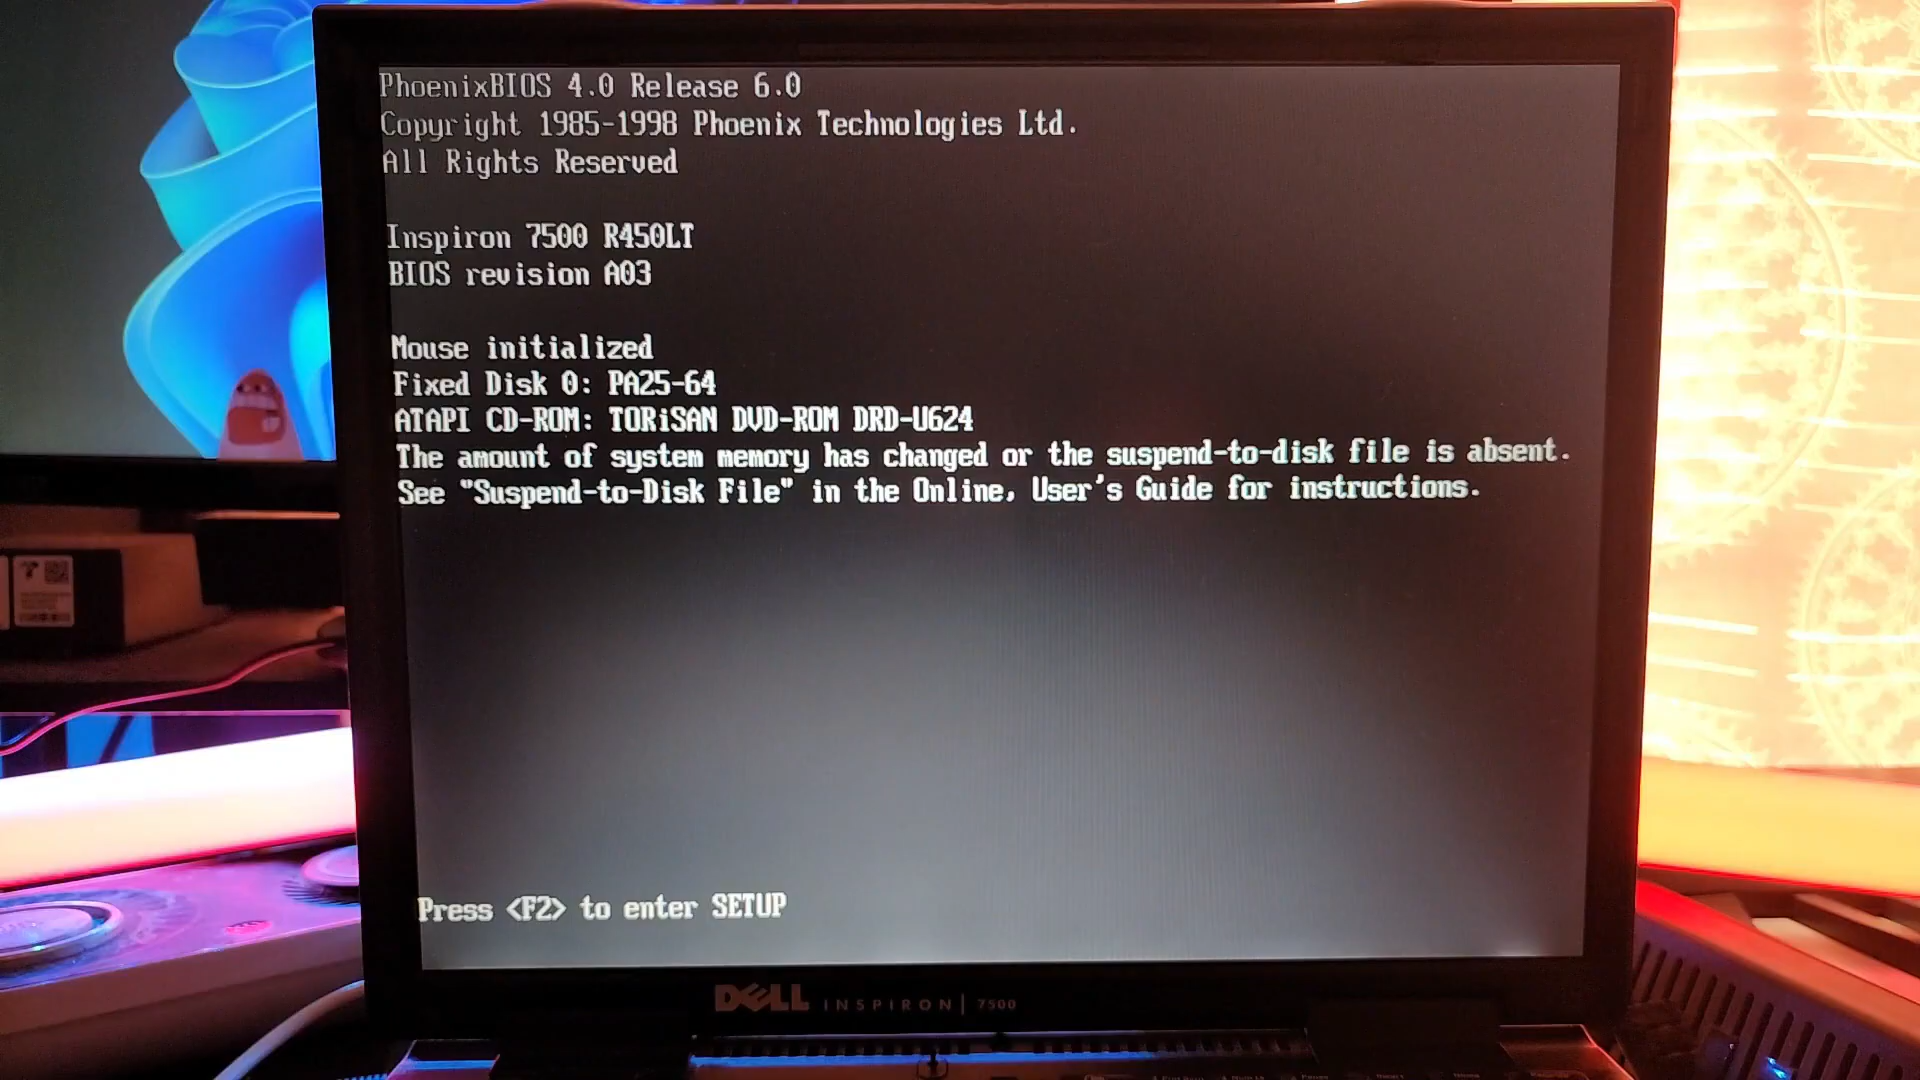 PhoenixBIOS 4.0 Release 6.0
Copyright 1985-1998 Phoenix Technologies Ltd.
All Rights Reserved
Inspiron 7500 R450LT
BIOS revision A03
Mouse initialized
Fixed Disk 0: PA25-64
ATAPI CD-ROM: TORiSAN DVD-ROM DRD-U624
The amount of system memory has changed or the suspend-to-disk file is absent.
See "Suspend-to-Disk File" in the Online, User's Guide for instructions.
Press <F2> to enter SETUP
DELL INSPIRON | 7500